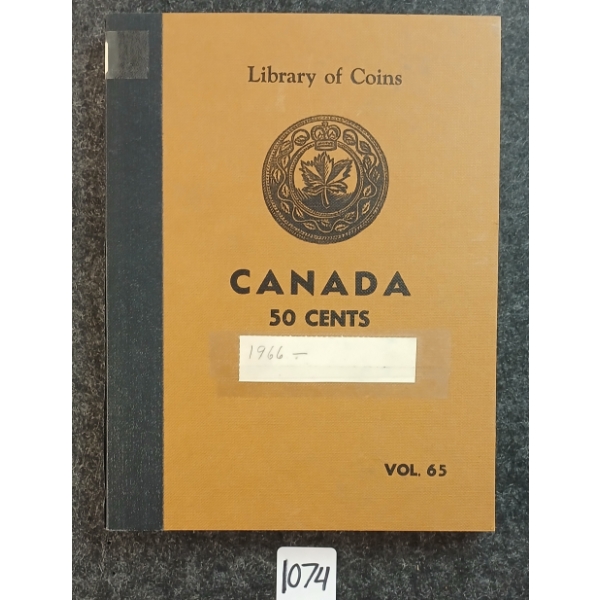 Library of Coins
CANADA
50 CENTS
1966 -
VOL. 65
1074